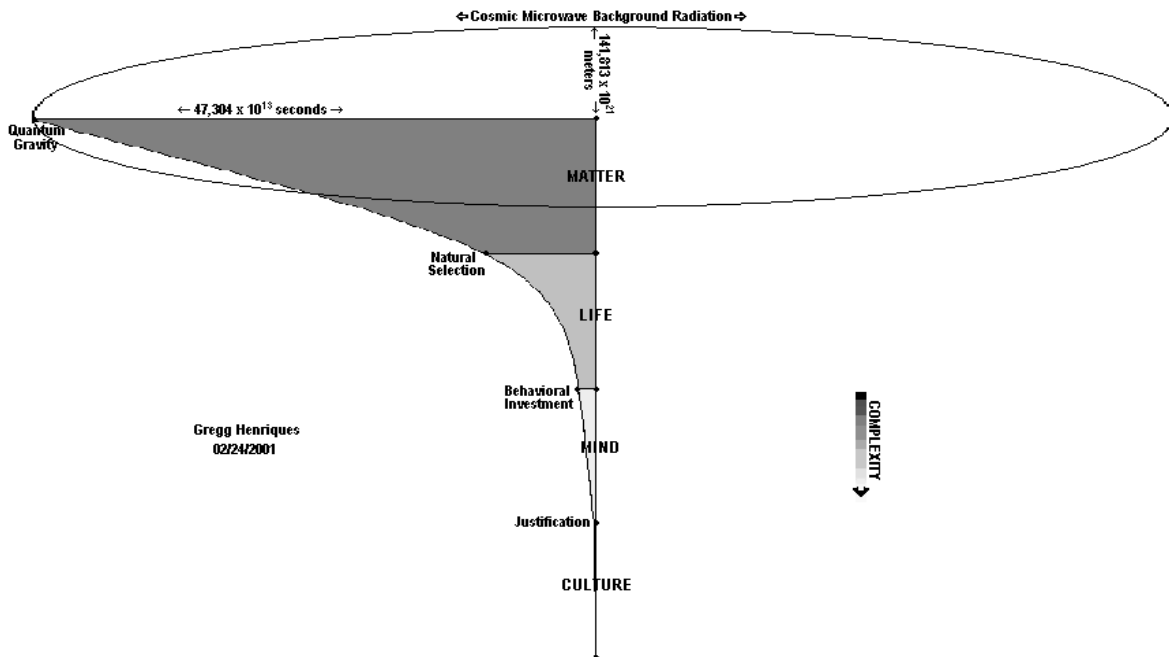 ⇦Cosmic Microwave Background Radiation⇨
141,813 x 10²¹
meters
← 47,304 x 10¹³ seconds →
Quantum
Gravity
MATTER
Natural
Selection
LIFE
Behavioral
Investment
COMPLEXITY
Gregg Henriques
02/24/2001
MIND
Justification
CULTURE